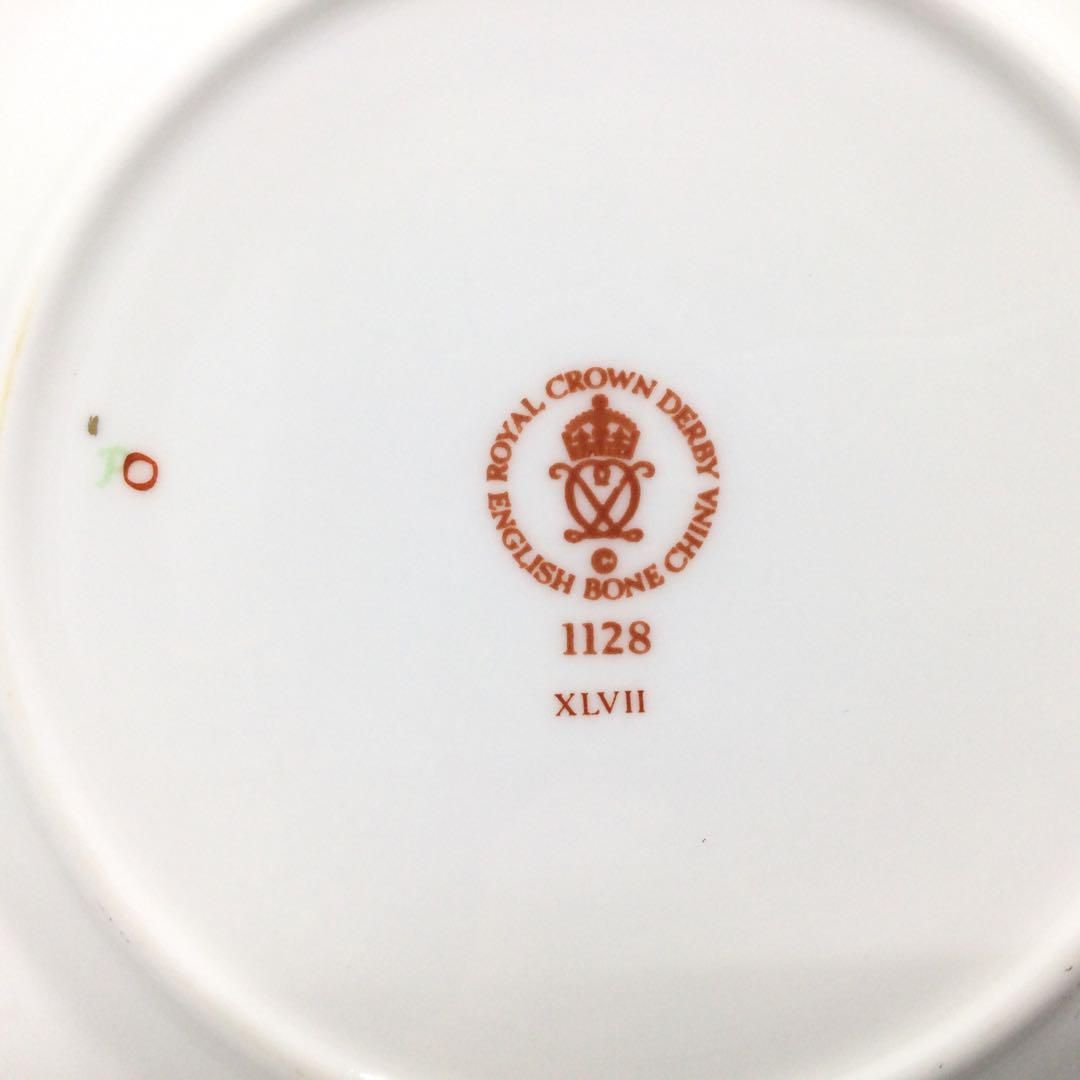 ROYAL CROWN DERBY
ENGLISH BONE CHINA
©
1128
XLVII
O